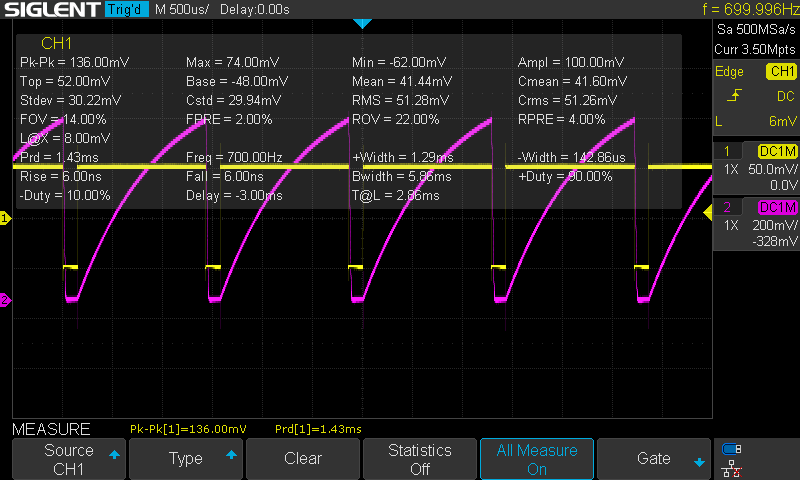 SIGLENT Trig'd M 500us/ Delay:0.00s f = 699.996Hz
Sa 500MSa/s
Curr 3.50Mpts
CH1
Pk-Pk = 136.00mV Max = 74.00mV Min = -62.00mV Ampl = 100.00mV
Top = 52.00mV Base = -48.00mV Mean = 41.44mV Cmean = 41.60mV
Stdev = 30.22mV Cstd = 29.94mV RMS = 51.28mV Crms = 51.26mV
FOV = 14.00% FPRE = 2.00% ROV = 22.00% RPRE = 4.00%
L@X = 8.00mV
Prd = 1.43ms Freq = 700.00Hz +Width = 1.29ms -Width = 142.86us
Rise = 6.00ns Fall = 6.00ns Bwidth = 5.86ms +Duty = 90.00%
-Duty = 10.00% Delay = -3.00ms T@L = 2.86ms
Edge CH1
DC
L 6mV
1 DC1M
1X 50.0mV/
0.0V
2 DC1M
1X 200mV/
-328mV
1
2
MEASURE Pk-Pk[1]=136.00mV Prd[1]=1.43ms
Source
CH1
Type
Clear
Statistics
Off
All Measure
On
Gate